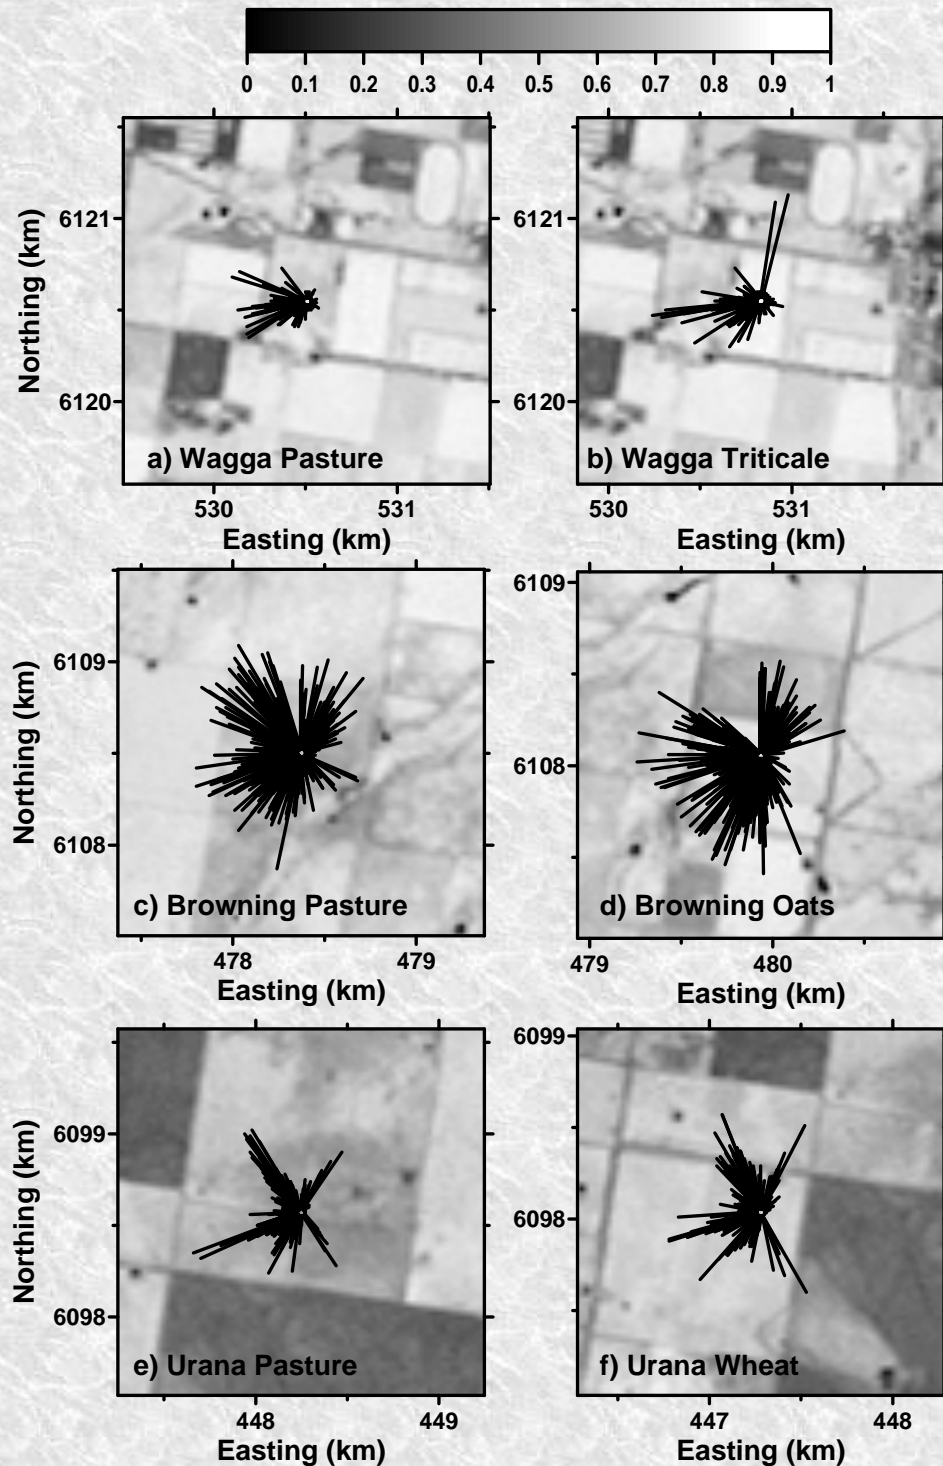 0 0.1 0.2 0.3 0.4 0.5 0.6 0.7 0.8 0.9 1
Northing (km)
6121
6120
a) Wagga Pasture
530 531
Easting (km)
6121
6120
b) Wagga Triticale
530 531
Easting (km)
Northing (km)
6109
6108
c) Browning Pasture
478 479
Easting (km)
6109
6108
d) Browning Oats
479 480
Easting (km)
Northing (km)
6099
6098
e) Urana Pasture
448 449
Easting (km)
6099
6098
f) Urana Wheat
447 448
Easting (km)